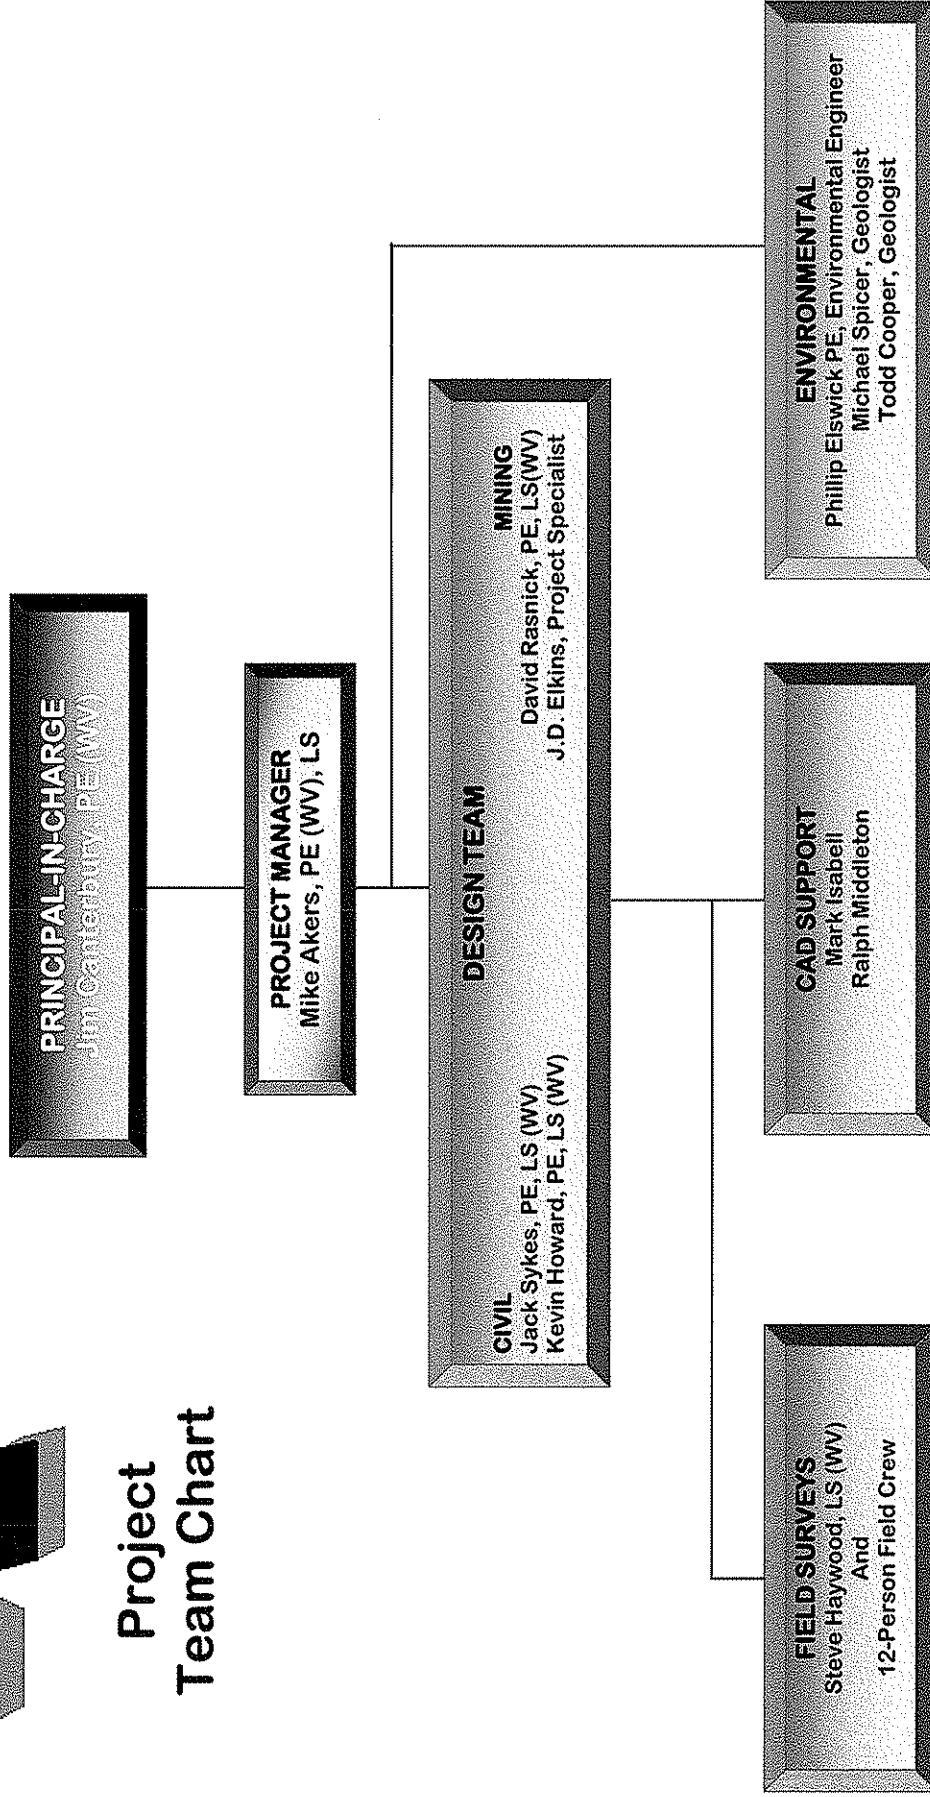 Project
Team Chart
PRINCIPAL-IN-CHARGE
Jim Canterbury, PE (WV)
PROJECT MANAGER
Mike Akers, PE (WV), LS
DESIGN TEAM
CIVIL
Jack Sykes, PE, LS (WV)
Kevin Howard, PE, LS (WV)
MINING
David Rasnick, PE, LS(WV)
J.D. Elkins, Project Specialist
FIELD SURVEYS
Steve Haywood, LS (WV)
And
12-Person Field Crew
CAD SUPPORT
Mark Isabell
Ralph Middleton
ENVIRONMENTAL
Phillip Elswick PE, Environmental Engineer
Michael Spicer, Geologist
Todd Cooper, Geologist